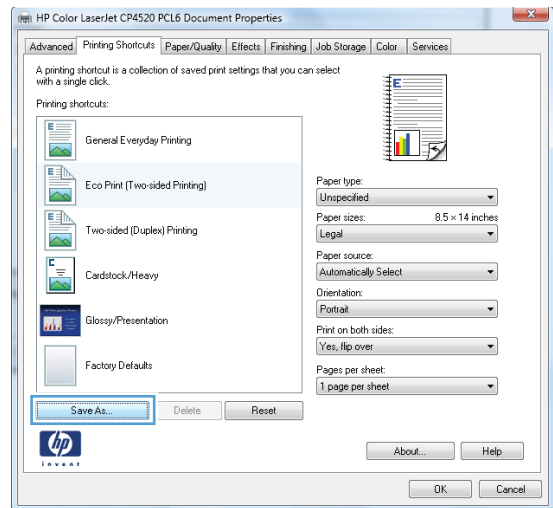 HP Color LaserJet CP4520 PCL6 Document Properties
Advanced Printing Shortcuts Paper/Quality Effects Finishing Job Storage Color Services
A printing shortcut is a collection of saved print settings that you can select
with a single click.
Printing shortcuts:
E
General Everyday Printing
E
Eco Print (Two-sided Printing)
E
Two-sided (Duplex) Printing
E
Cardstock/Heavy
Glossy/Presentation
Factory Defaults
Save As...
Delete
Reset
E
Paper type:
Unspecified
Paper sizes: 8.5 × 14 inches
Legal
Paper source:
Automatically Select
Orientation:
Portrait
Print on both sides:
Yes, flip over
Pages per sheet:
1 page per sheet
hp
invent
About...
Help
OK
Cancel